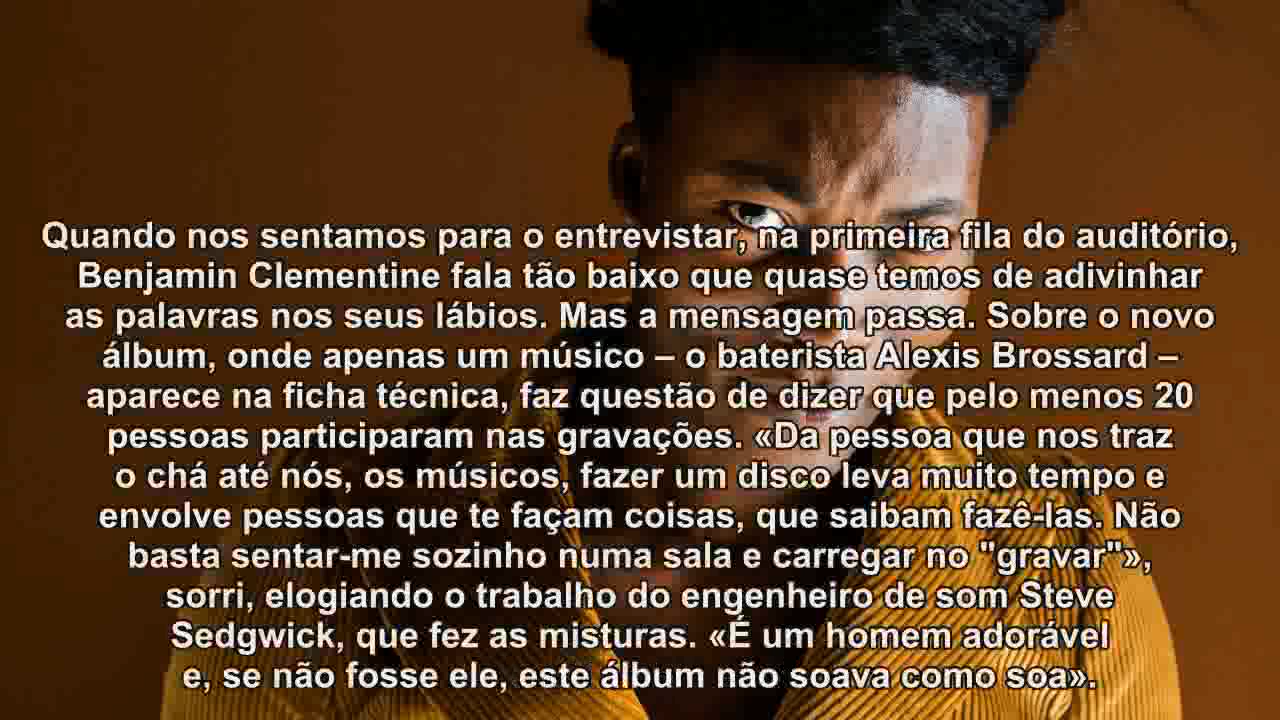 Quando nos sentamos para o entrevistar, na primeira fila do auditório,
Benjamin Clementine fala tão baixo que quase temos de adivinhar
as palavras nos seus lábios. Mas a mensagem passa. Sobre o novo
álbum, onde apenas um músico – o baterista Alexis Brossard –
aparece na ficha técnica, faz questão de dizer que pelo menos 20
pessoas participaram nas gravações. «Da pessoa que nos traz
o chá até nós, os músicos, fazer um disco leva muito tempo e
envolve pessoas que te façam coisas, que saibam fazê-las. Não
basta sentar-me sozinho numa sala e carregar no "gravar"»,
sorri, elogiando o trabalho do engenheiro de som Steve
Sedgwick, que fez as misturas. «É um homem adorável
e, se não fosse ele, este álbum não soava como soa».